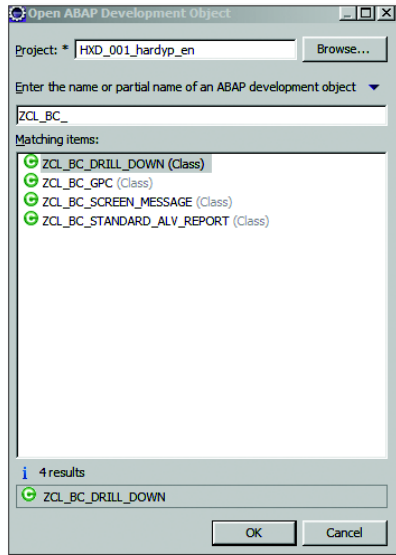 Open ABAP Development Object
Project: * HXD_001_hardyp_en Browse...
Enter the name or partial name of an ABAP development object
ZCL_BC_
Matching items:
ZCL_BC_DRILL_DOWN (Class)
ZCL_BC_GPC (Class)
ZCL_BC_SCREEN_MESSAGE (Class)
ZCL_BC_STANDARD_ALV_REPORT (Class)
4 results
ZCL_BC_DRILL_DOWN
OK Cancel